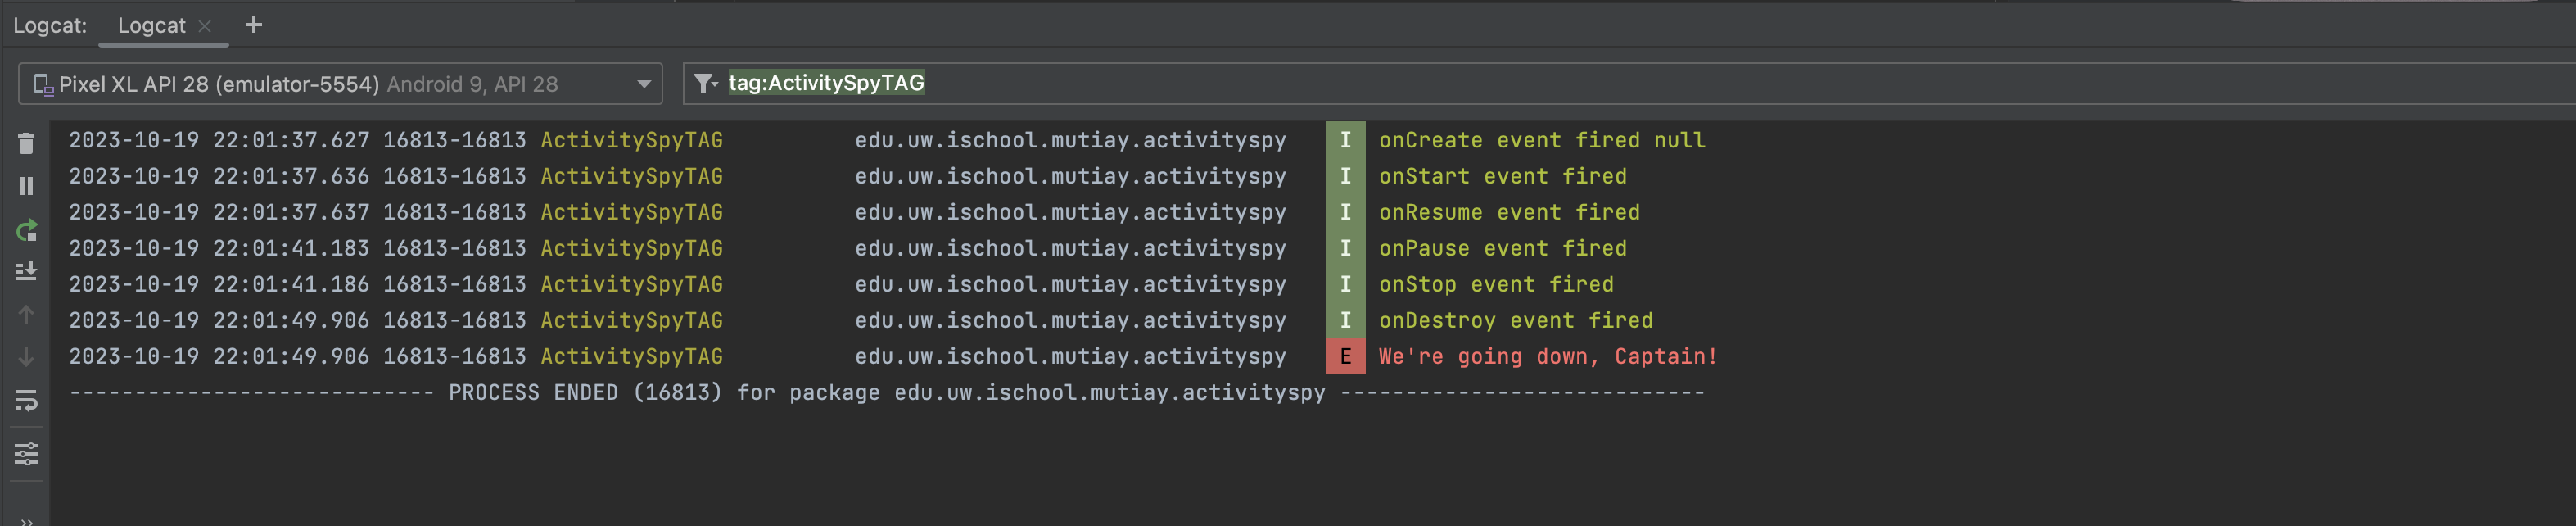 Logcat: Logcat × +
Pixel XL API 28 (emulator-5554) Android 9, API 28 tag:ActivitySpyTAG
2023-10-19 22:01:37.627 16813-16813 ActivitySpyTAG edu.uw.ischool.mutiay.activityspy I onCreate event fired null
2023-10-19 22:01:37.636 16813-16813 ActivitySpyTAG edu.uw.ischool.mutiay.activityspy I onStart event fired
2023-10-19 22:01:37.637 16813-16813 ActivitySpyTAG edu.uw.ischool.mutiay.activityspy I onResume event fired
2023-10-19 22:01:41.183 16813-16813 ActivitySpyTAG edu.uw.ischool.mutiay.activityspy I onPause event fired
2023-10-19 22:01:41.186 16813-16813 ActivitySpyTAG edu.uw.ischool.mutiay.activityspy I onStop event fired
2023-10-19 22:01:49.906 16813-16813 ActivitySpyTAG edu.uw.ischool.mutiay.activityspy I onDestroy event fired
2023-10-19 22:01:49.906 16813-16813 ActivitySpyTAG edu.uw.ischool.mutiay.activityspy E We're going down, Captain!
---------------------------- PROCESS ENDED (16813) for package edu.uw.ischool.mutiay.activityspy ----------------------------